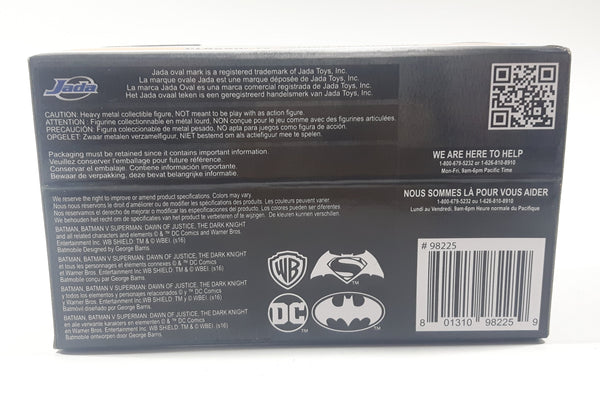 Jada
Jada oval mark is a registered trademark of Jada Toys, Inc.
La marque ovale Jada est une marque déposée de Jada Toys, Inc.
La marca Jada Oval es una marca comercial registrada de Jada Toys, Inc.
Het Jada ovaal teken is een geregistreerd handelsmerk van Jada Toys, Inc.
CAUTION: Heavy metal collectible figure, NOT meant to be play with as action figure.
ATTENTION : Figurine collectionnable en métal lourd, NON conçue pour le jeu comme avec des figurines articulées.
PRECAUCIÓN: Figura coleccionable de metal pesado, NO apta para juegos como figura de acción.
OPGELET: Zwaar metalen verzamelitem, NIET bestemd om als actiefiguur mee te spelen.
Packaging must be retained since it contains important information.
Veuillez conserver l'emballage pour future référence.
Conservar el embalaje. Contiene información importante.
Bewaar de verpakking, deze bevat belangrijke informatie.
WE ARE HERE TO HELP
1-800-679-5232 or 1-626-810-8910
Mon-Fri, 9am-6pm Pacific Time
We reserve the right to improve or amend product specifications. Colors may vary.
Nous nous réservons le droit d'améliorer ou de modifier les spécifications du produit. Les couleurs peuvent varier.
Nos reservamos el derecho a mejorar o modificar las especificaciones del producto. Los colores pueden variar.
We behouden het recht om de specificaties van het product te verbeteren of te wijzigen. Kleuren kunnen variëren.
NOUS SOMMES LÀ POUR VOUS AIDER
1-800-679-5232 ou 1-626-810-8910
Lundi au Vendredi, 9am-6pm Heure normale du Pacifique
BATMAN, BATMAN V SUPERMAN: DAWN OF JUSTICE, THE DARK KNIGHT
and all related characters and elements © & ™ DC Comics and Warner Bros.
Entertainment Inc. WB SHIELD: TM & © WBEI. (s16)
Batmobile Designed by George Barris.
BATMAN, BATMAN V SUPERMAN: DAWN OF JUSTICE, THE DARK KNIGHT
et tous les personnages et éléments connexes © & ™ DC Comics
et Warner Bros. Entertainment Inc. WB SHIELD: TM & © WBEI. (s16)
Batmobile conçu par George Barris.
BATMAN, BATMAN V SUPERMAN: DAWN OF JUSTICE, THE DARK KNIGHT
y todos los elementos y personajes relacionados © y ™ DC Comics
y Warner Bros. Entertainment Inc. WB SHIELD: TM y © WBEI. (s16)
Batmóvil diseñado por George Barris.
BATMAN, BATMAN V SUPERMAN: DAWN OF JUSTICE, THE DARK KNIGHT
en alle verwante karakters en elementen © & ™ DC Comics
en Warner Bros. Entertainment Inc. WB SHIELD: TM & © WBEI. (s16)
Batmobile ontworpen door George Barris.
WB
™
DC
™
# 98225
8 01310 98225 9